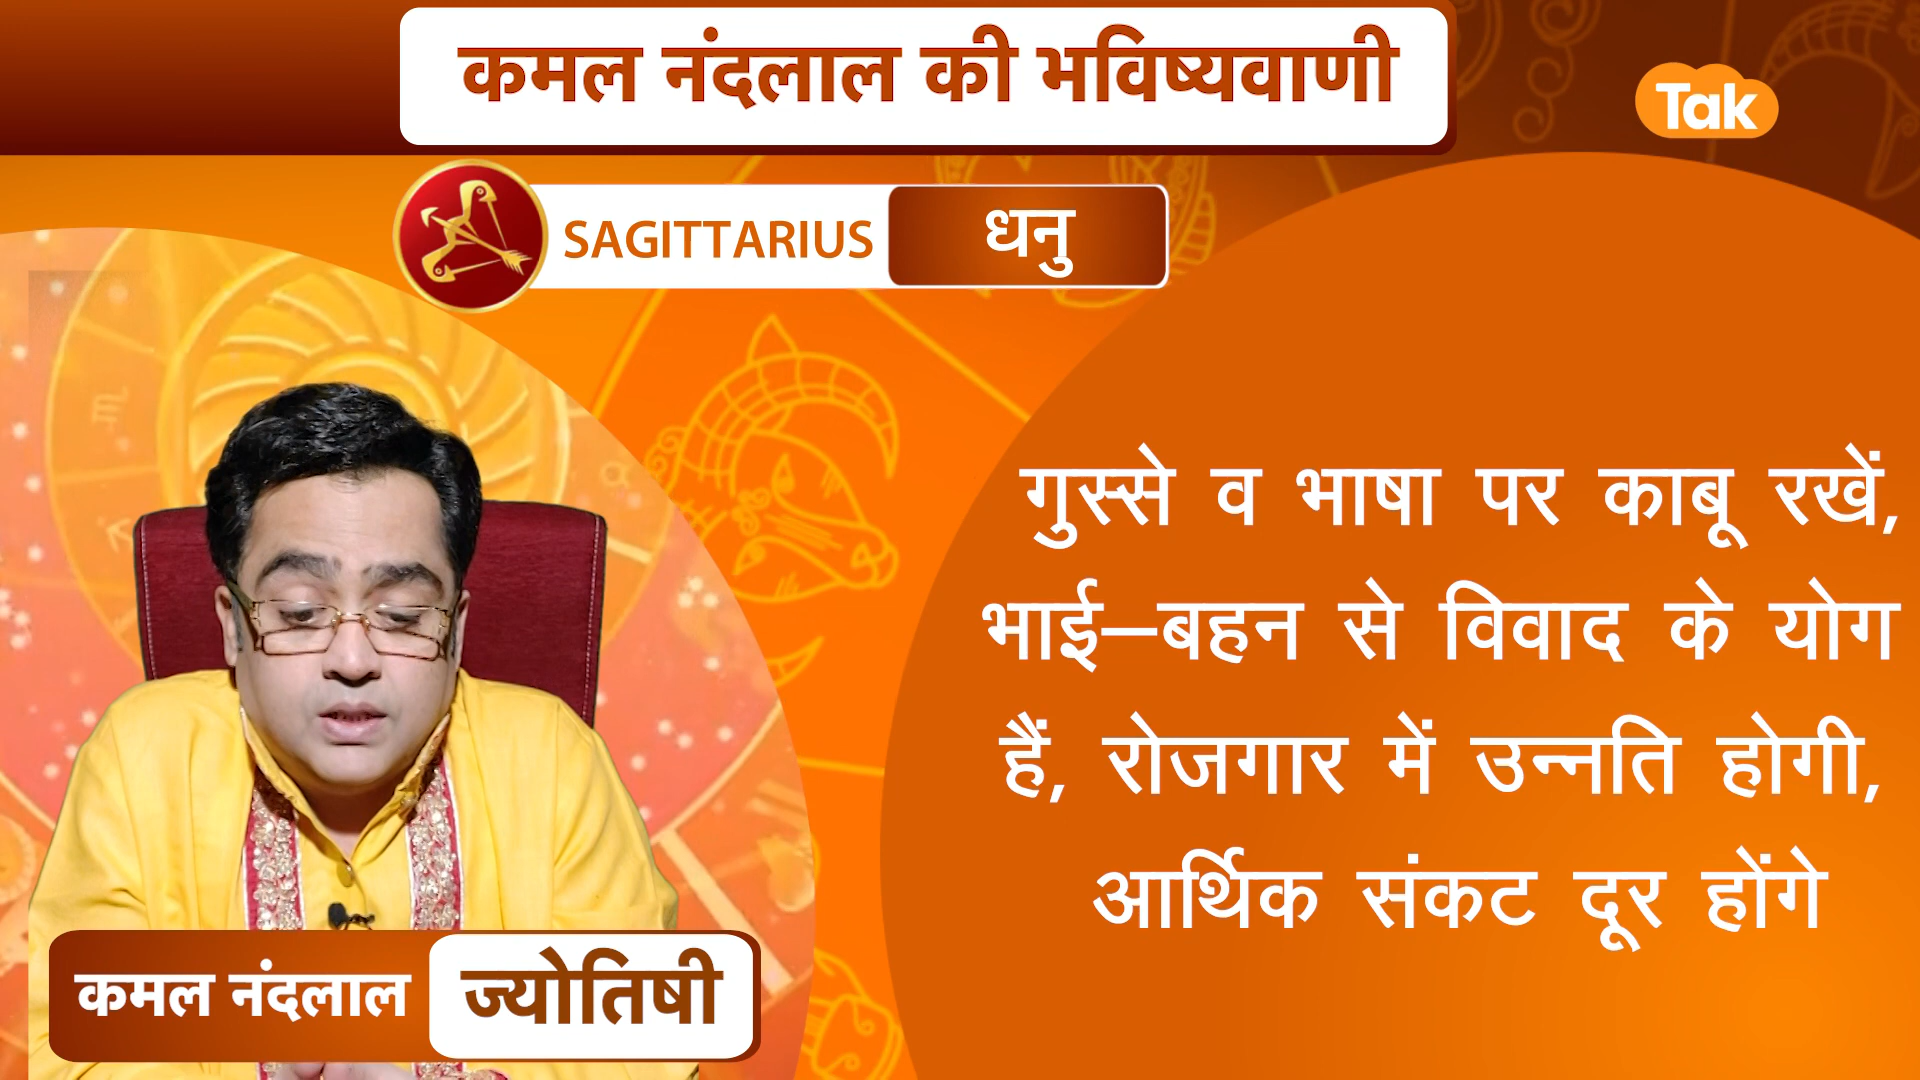 कमल नंदलाल की भविष्यवाणी
Tak
SAGITTARIUS
धनु
गुस्से व भाषा पर काबू रखें,
भाई–बहन से विवाद के योग
हैं, रोजगार में उन्नति होगी,
आर्थिक संकट दूर होंगे
कमल नंदलाल
ज्योतिषी